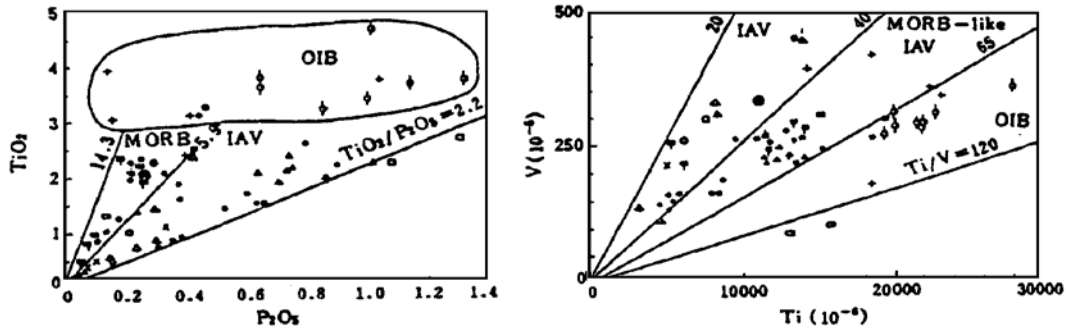 5
4
3
2
1
0
TiO₂
OIB
MORB
IAV
14.3
5.5
TiO₂/P₂O₅=2.2
0
0.2
0.4
0.6
0.8
1.0
1.2
1.4
P₂O₅
500
250
0
V(10⁻⁶)
20
IAV
40
MORB-like
IAV
65
OIB
Ti/V=120
0
10000
20000
30000
Ti(10⁻⁶)